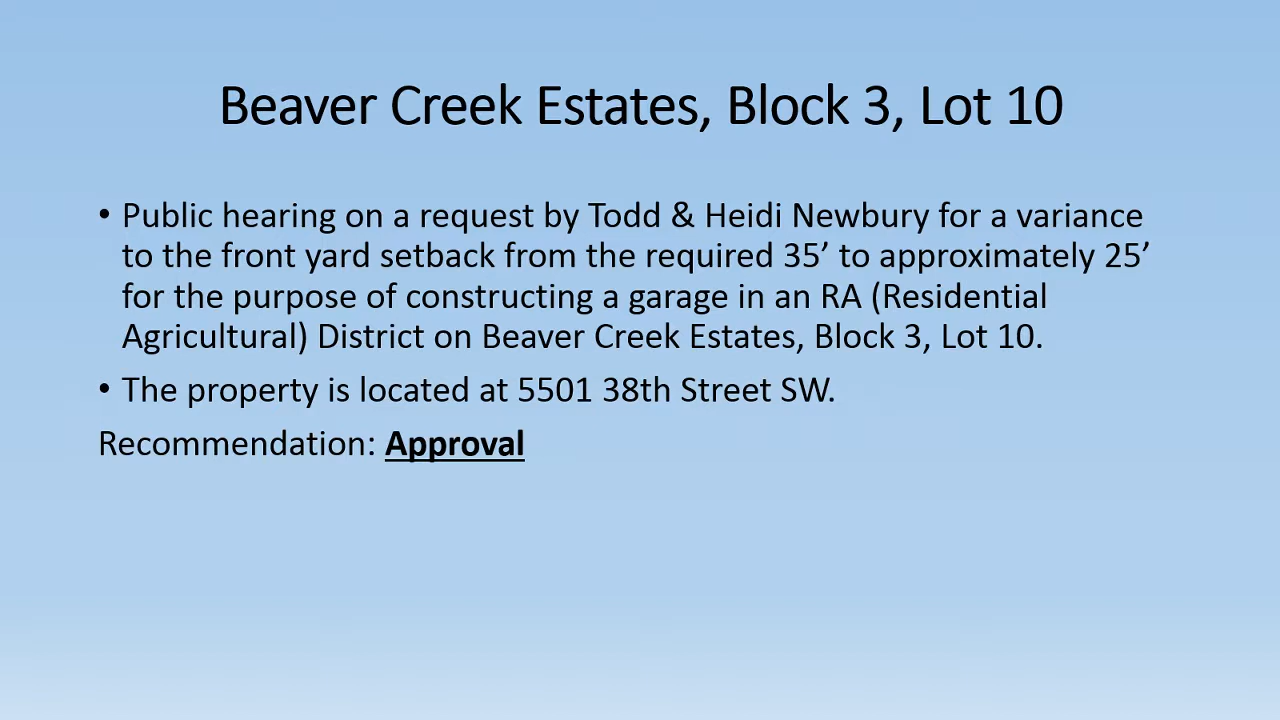 Beaver Creek Estates, Block 3, Lot 10
• Public hearing on a request by Todd & Heidi Newbury for a variance
to the front yard setback from the required 35’ to approximately 25’
for the purpose of constructing a garage in an RA (Residential
Agricultural) District on Beaver Creek Estates, Block 3, Lot 10.
• The property is located at 5501 38th Street SW.
Recommendation: Approval